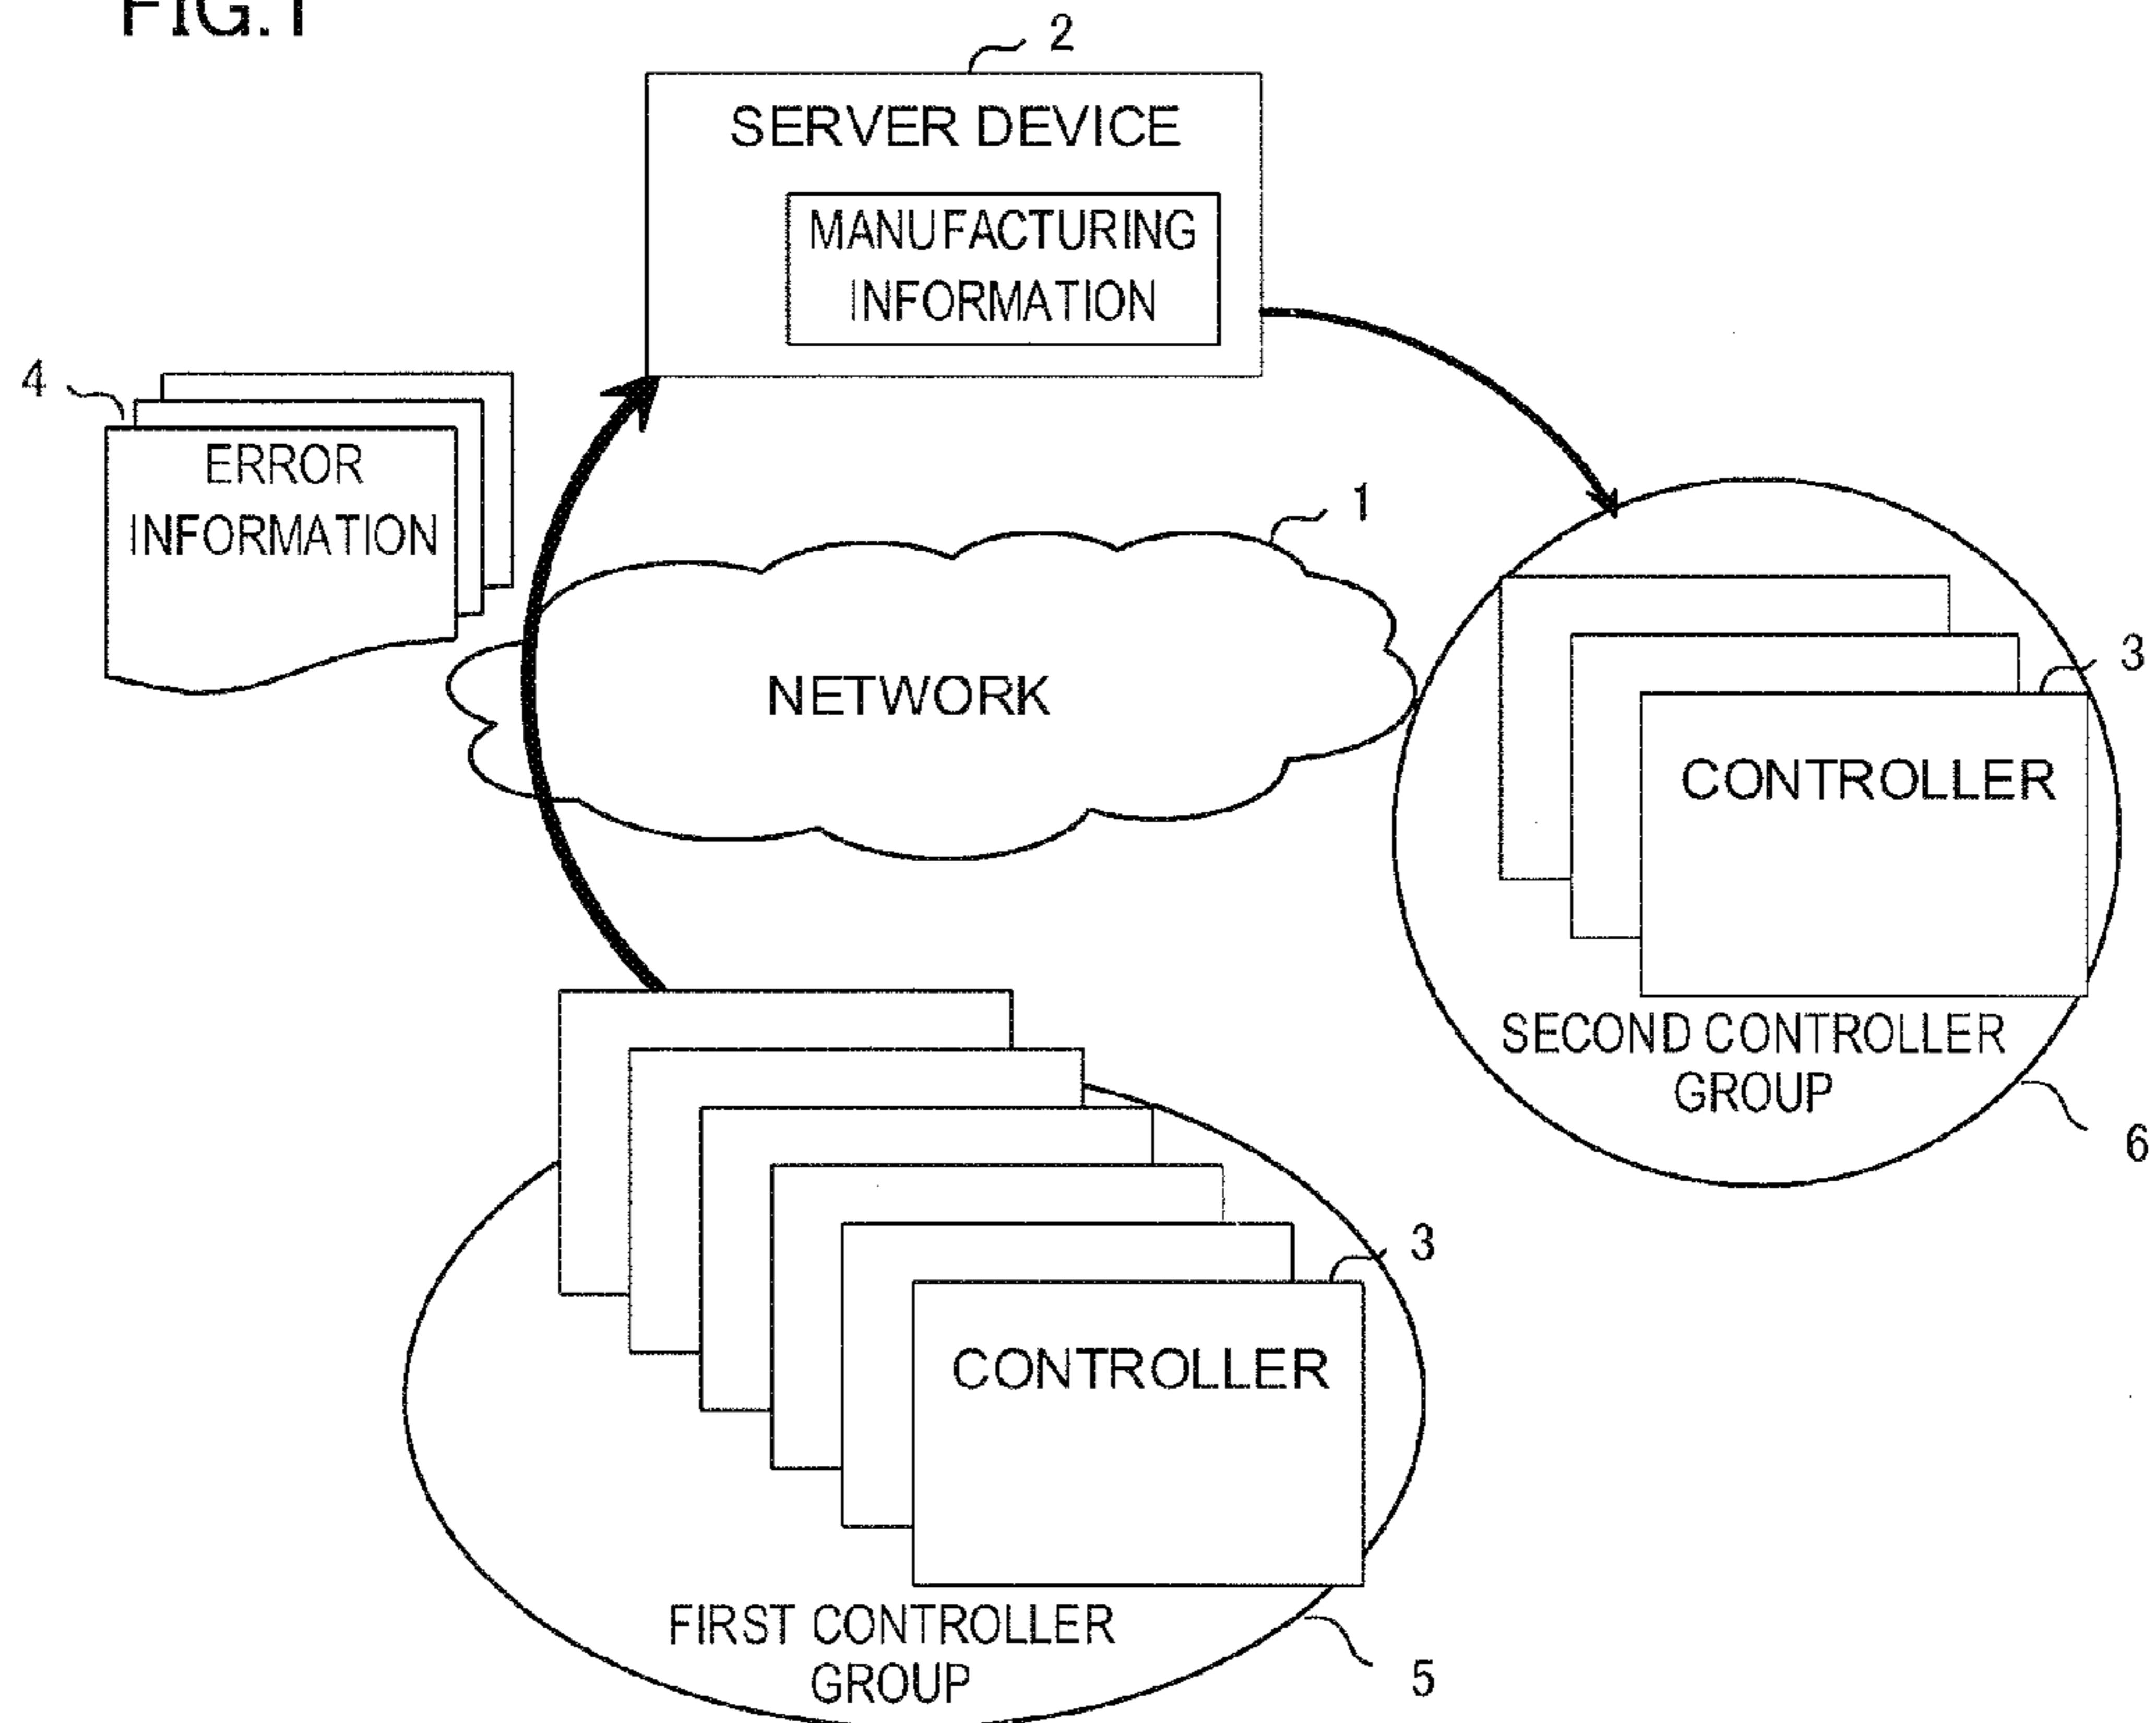 FIG.1
2
SERVER DEVICE
MANUFACTURING
INFORMATION
4
ERROR
INFORMATION
1
NETWORK
3
CONTROLLER
SECOND CONTROLLER
GROUP
6
3
CONTROLLER
FIRST CONTROLLER
GROUP
5